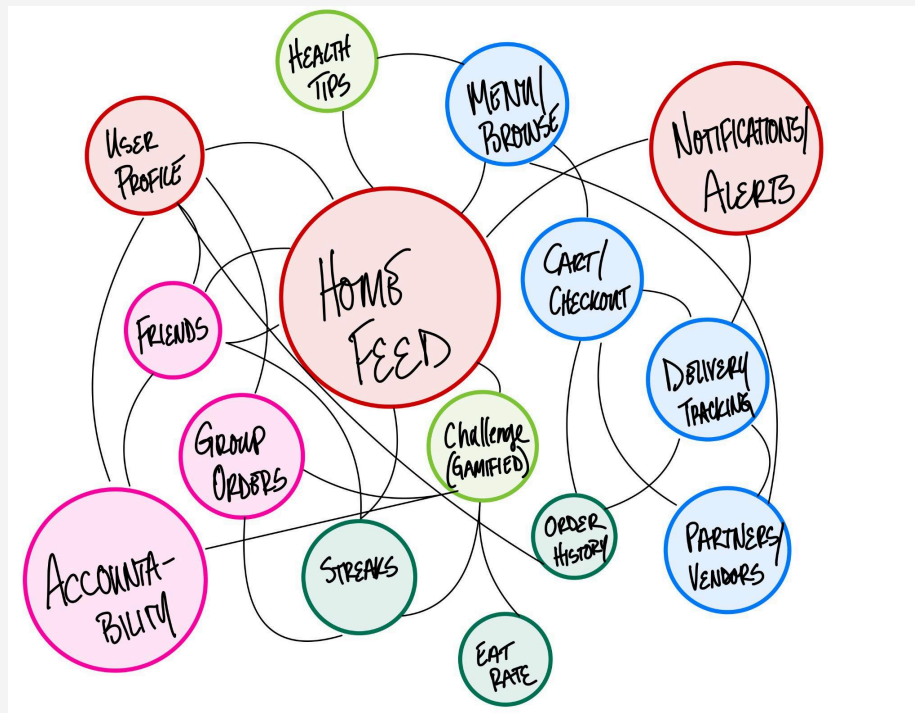 HEALTH
TIPS
MENU/
BROWSE
USER
PROFILE
NOTIFICATIONS/
ALERTS
HOME
FEED
CART/
CHECKOUT
FRIENDS
DELIVERY
TRACKING
GROUP
ORDERS
Challenge
(GAMIFIED)
ACCOUNTA-
BILITY
STREAKS
ORDER
HISTORY
PARTNERS/
VENDORS
EAT
RATE